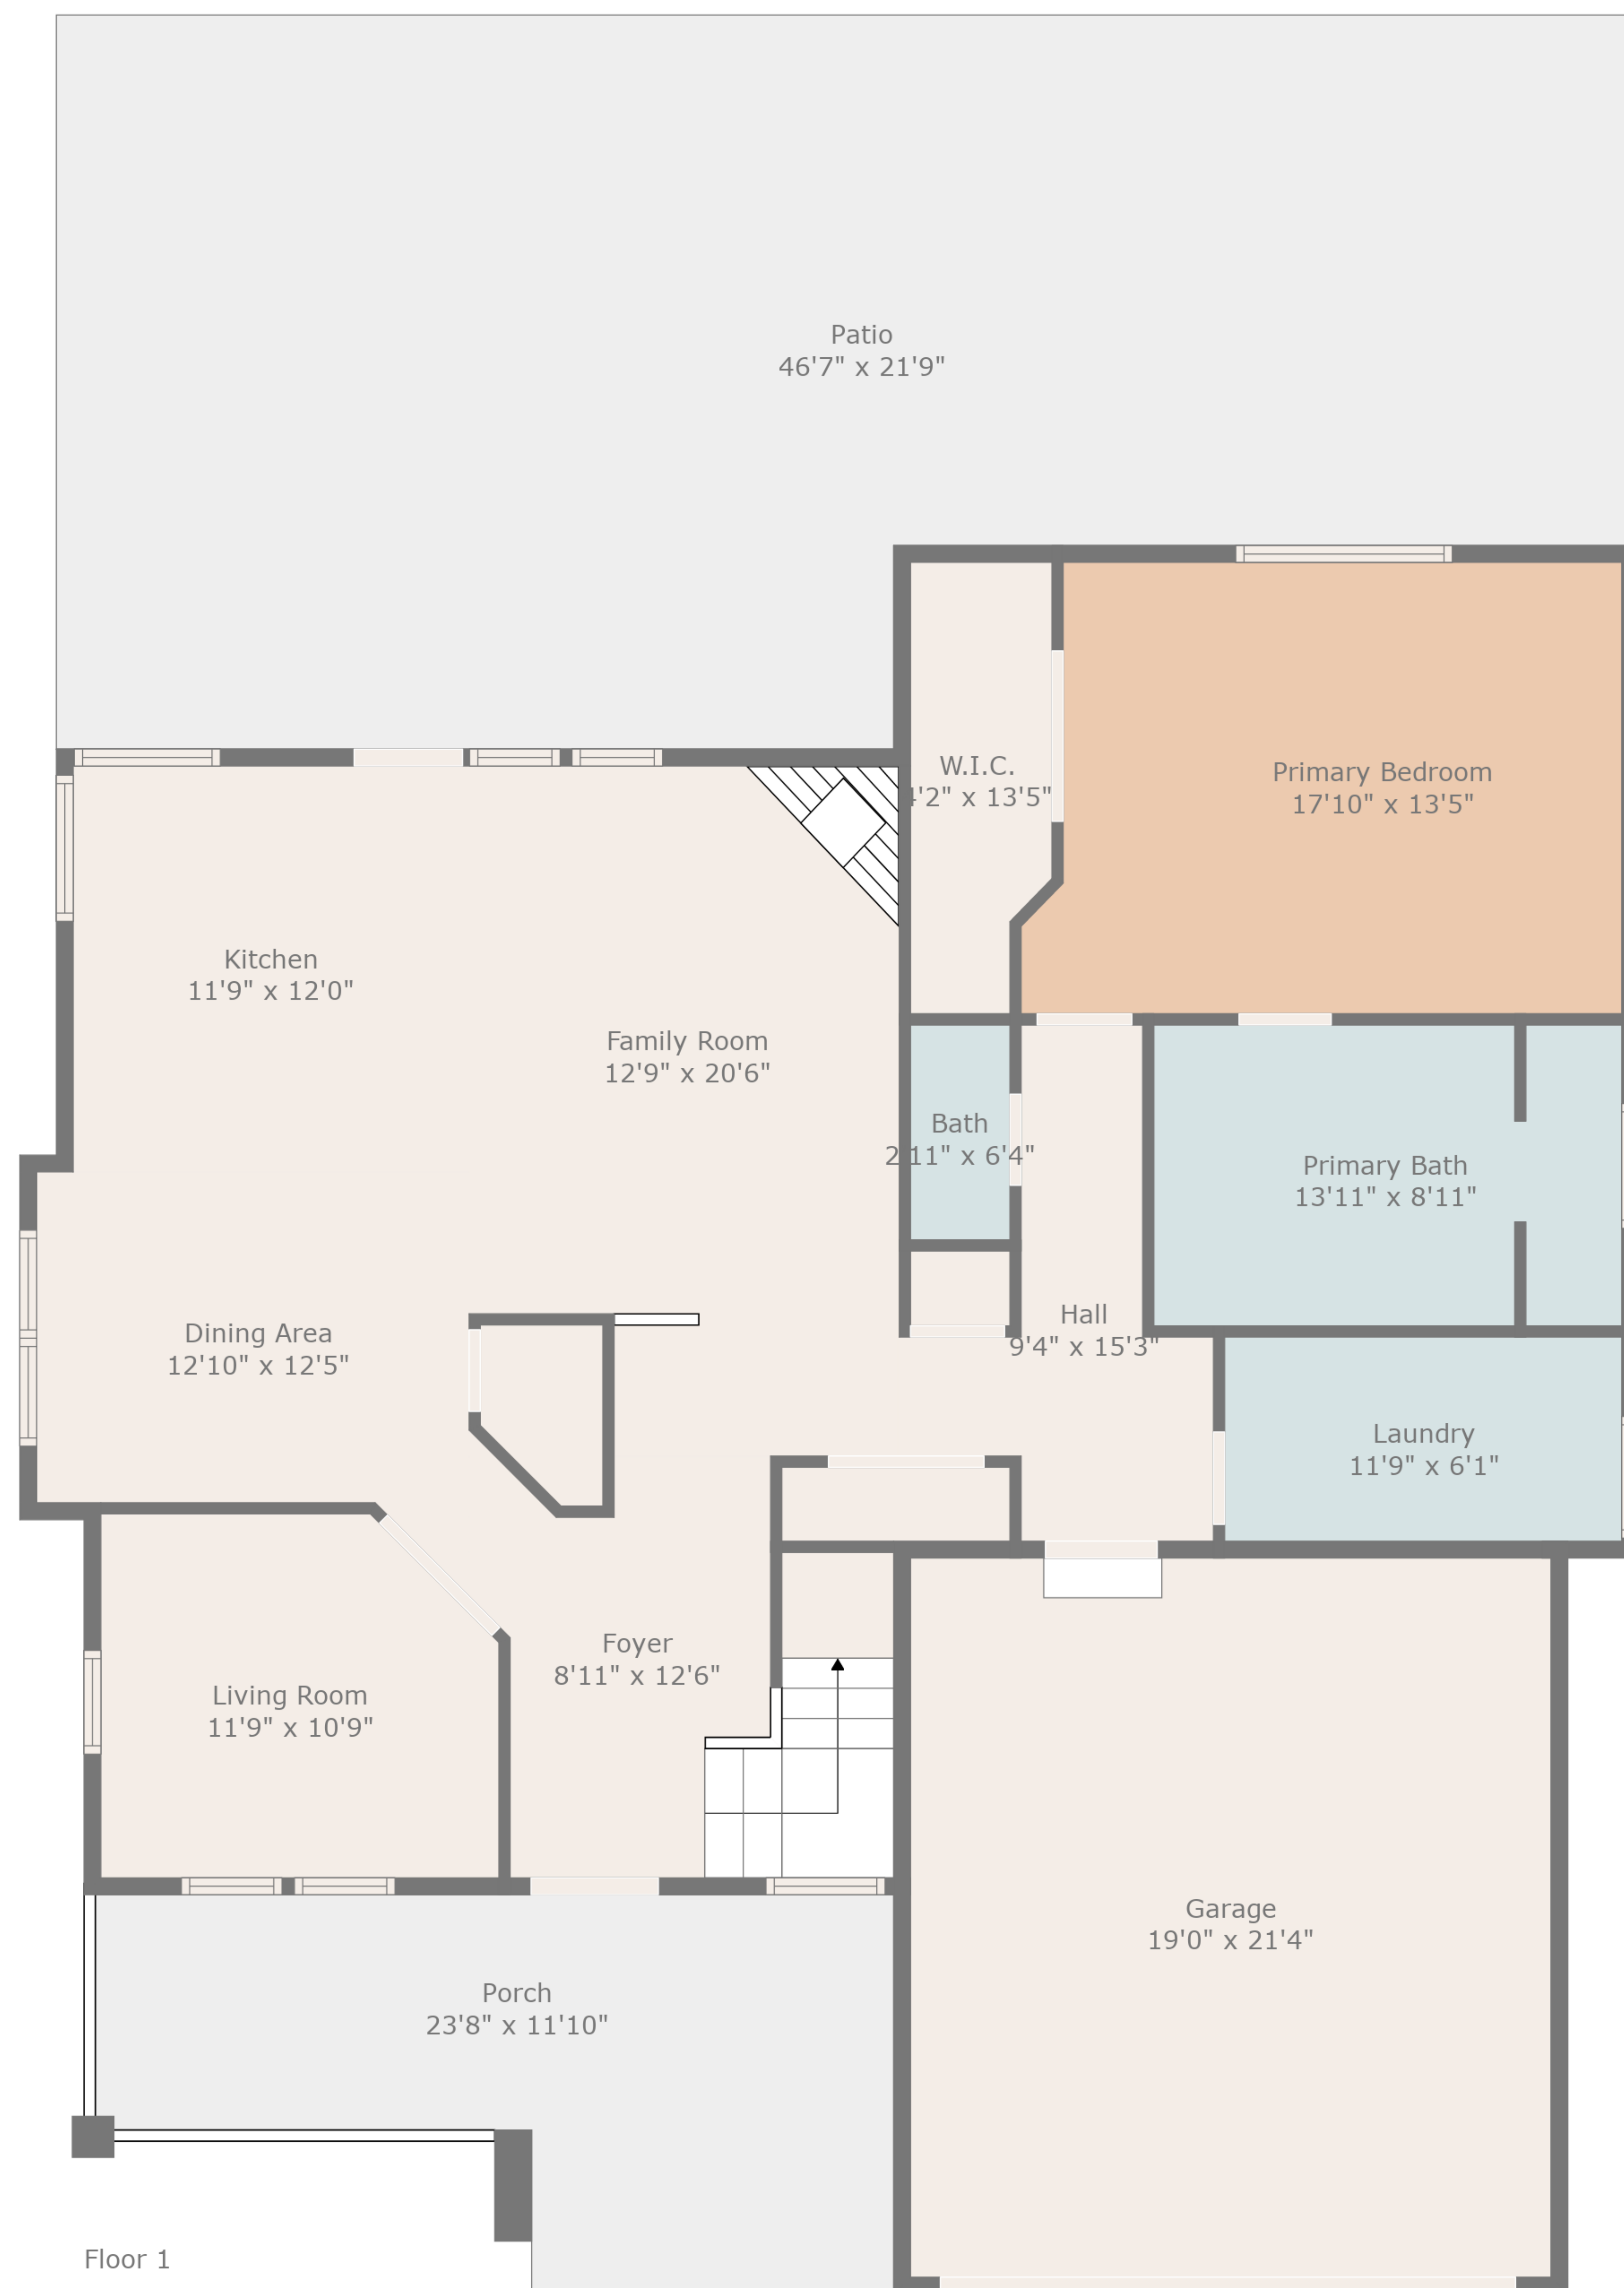 Patio
46'7" x 21'9"
W.I.C.
4'2" x 13'5"
Primary Bedroom
17'10" x 13'5"
Kitchen
11'9" x 12'0"
Family Room
12'9" x 20'6"
Bath
2'11" x 6'4"
Primary Bath
13'11" x 8'11"
Hall
9'4" x 15'3"
Dining Area
12'10" x 12'5"
Laundry
11'9" x 6'1"
Foyer
8'11" x 12'6"
Living Room
11'9" x 10'9"
Garage
19'0" x 21'4"
Porch
23'8" x 11'10"
Floor 1